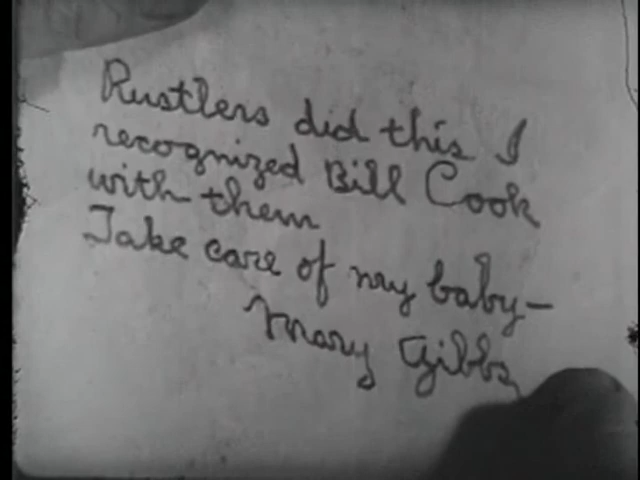 Rustlers did this I
recognized Bill Cook
with them
Take care of my baby—
Mary Gibbs